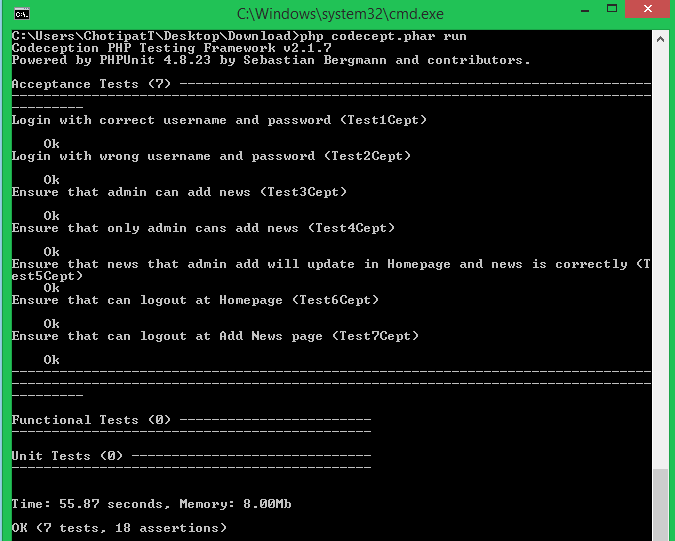 C:\Windows\system32\cmd.exe
C:\Users\ChotipatT\Desktop\Download>php codecept.phar run
Codeception PHP Testing Framework v2.1.7
Powered by PHPUnit 4.8.23 by Sebastian Bergmann and contributors.
Acceptance Tests (7) -----------------------------------------------------------
--------------------------------------------------------------------------------
---------
Login with correct username and password (Test1Cept)
Ok
Login with wrong username and password (Test2Cept)
Ok
Ensure that admin can add news (Test3Cept)
Ok
Ensure that only admin cans add news (Test4Cept)
Ok
Ensure that news that admin add will update in Homepage and news is correctly (T
est5Cept)
Ok
Ensure that can logout at Homepage (Test6Cept)
Ok
Ensure that can logout at Add News page (Test7Cept)
Ok
--------------------------------------------------------------------------------
--------------------------------------------------------------------------------
---------
Functional Tests (0) ------------------------
---------------------------------------------
Unit Tests (0) ------------------------------
---------------------------------------------
Time: 55.87 seconds, Memory: 8.00Mb
OK (7 tests, 18 assertions)